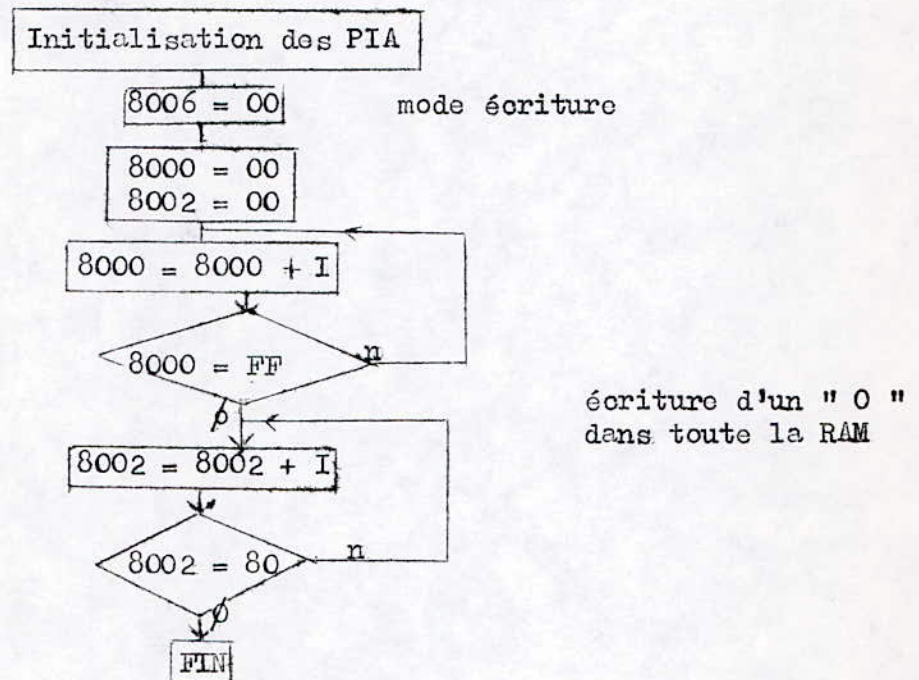 Initialisation des PIA
8006 = 00
mode écriture
8000 = 00
8002 = 00
8000 = 8000 + I
8000 = FF
n
ϕ
écriture d'un " 0 "
dans toute la RAM
8002 = 8002 + I
8002 = 80
n
ϕ
FIN